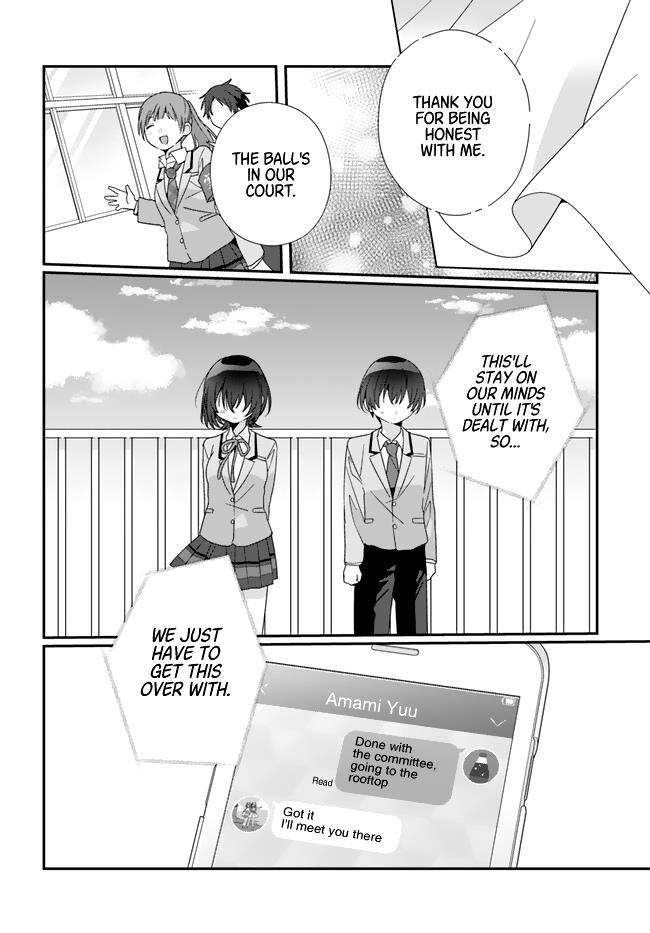 THANK YOU
FOR BEING
HONEST
WITH ME.
THE BALL'S
IN OUR
COURT.
THIS'LL
STAY ON
OUR MINDS
UNTIL IT'S
DEALT WITH,
SO...
WE JUST
HAVE TO
GET THIS
OVER WITH.
Amami Yuu
Done with
the committee,
going to the
rooftop
Read
Got it
I'll meet you there